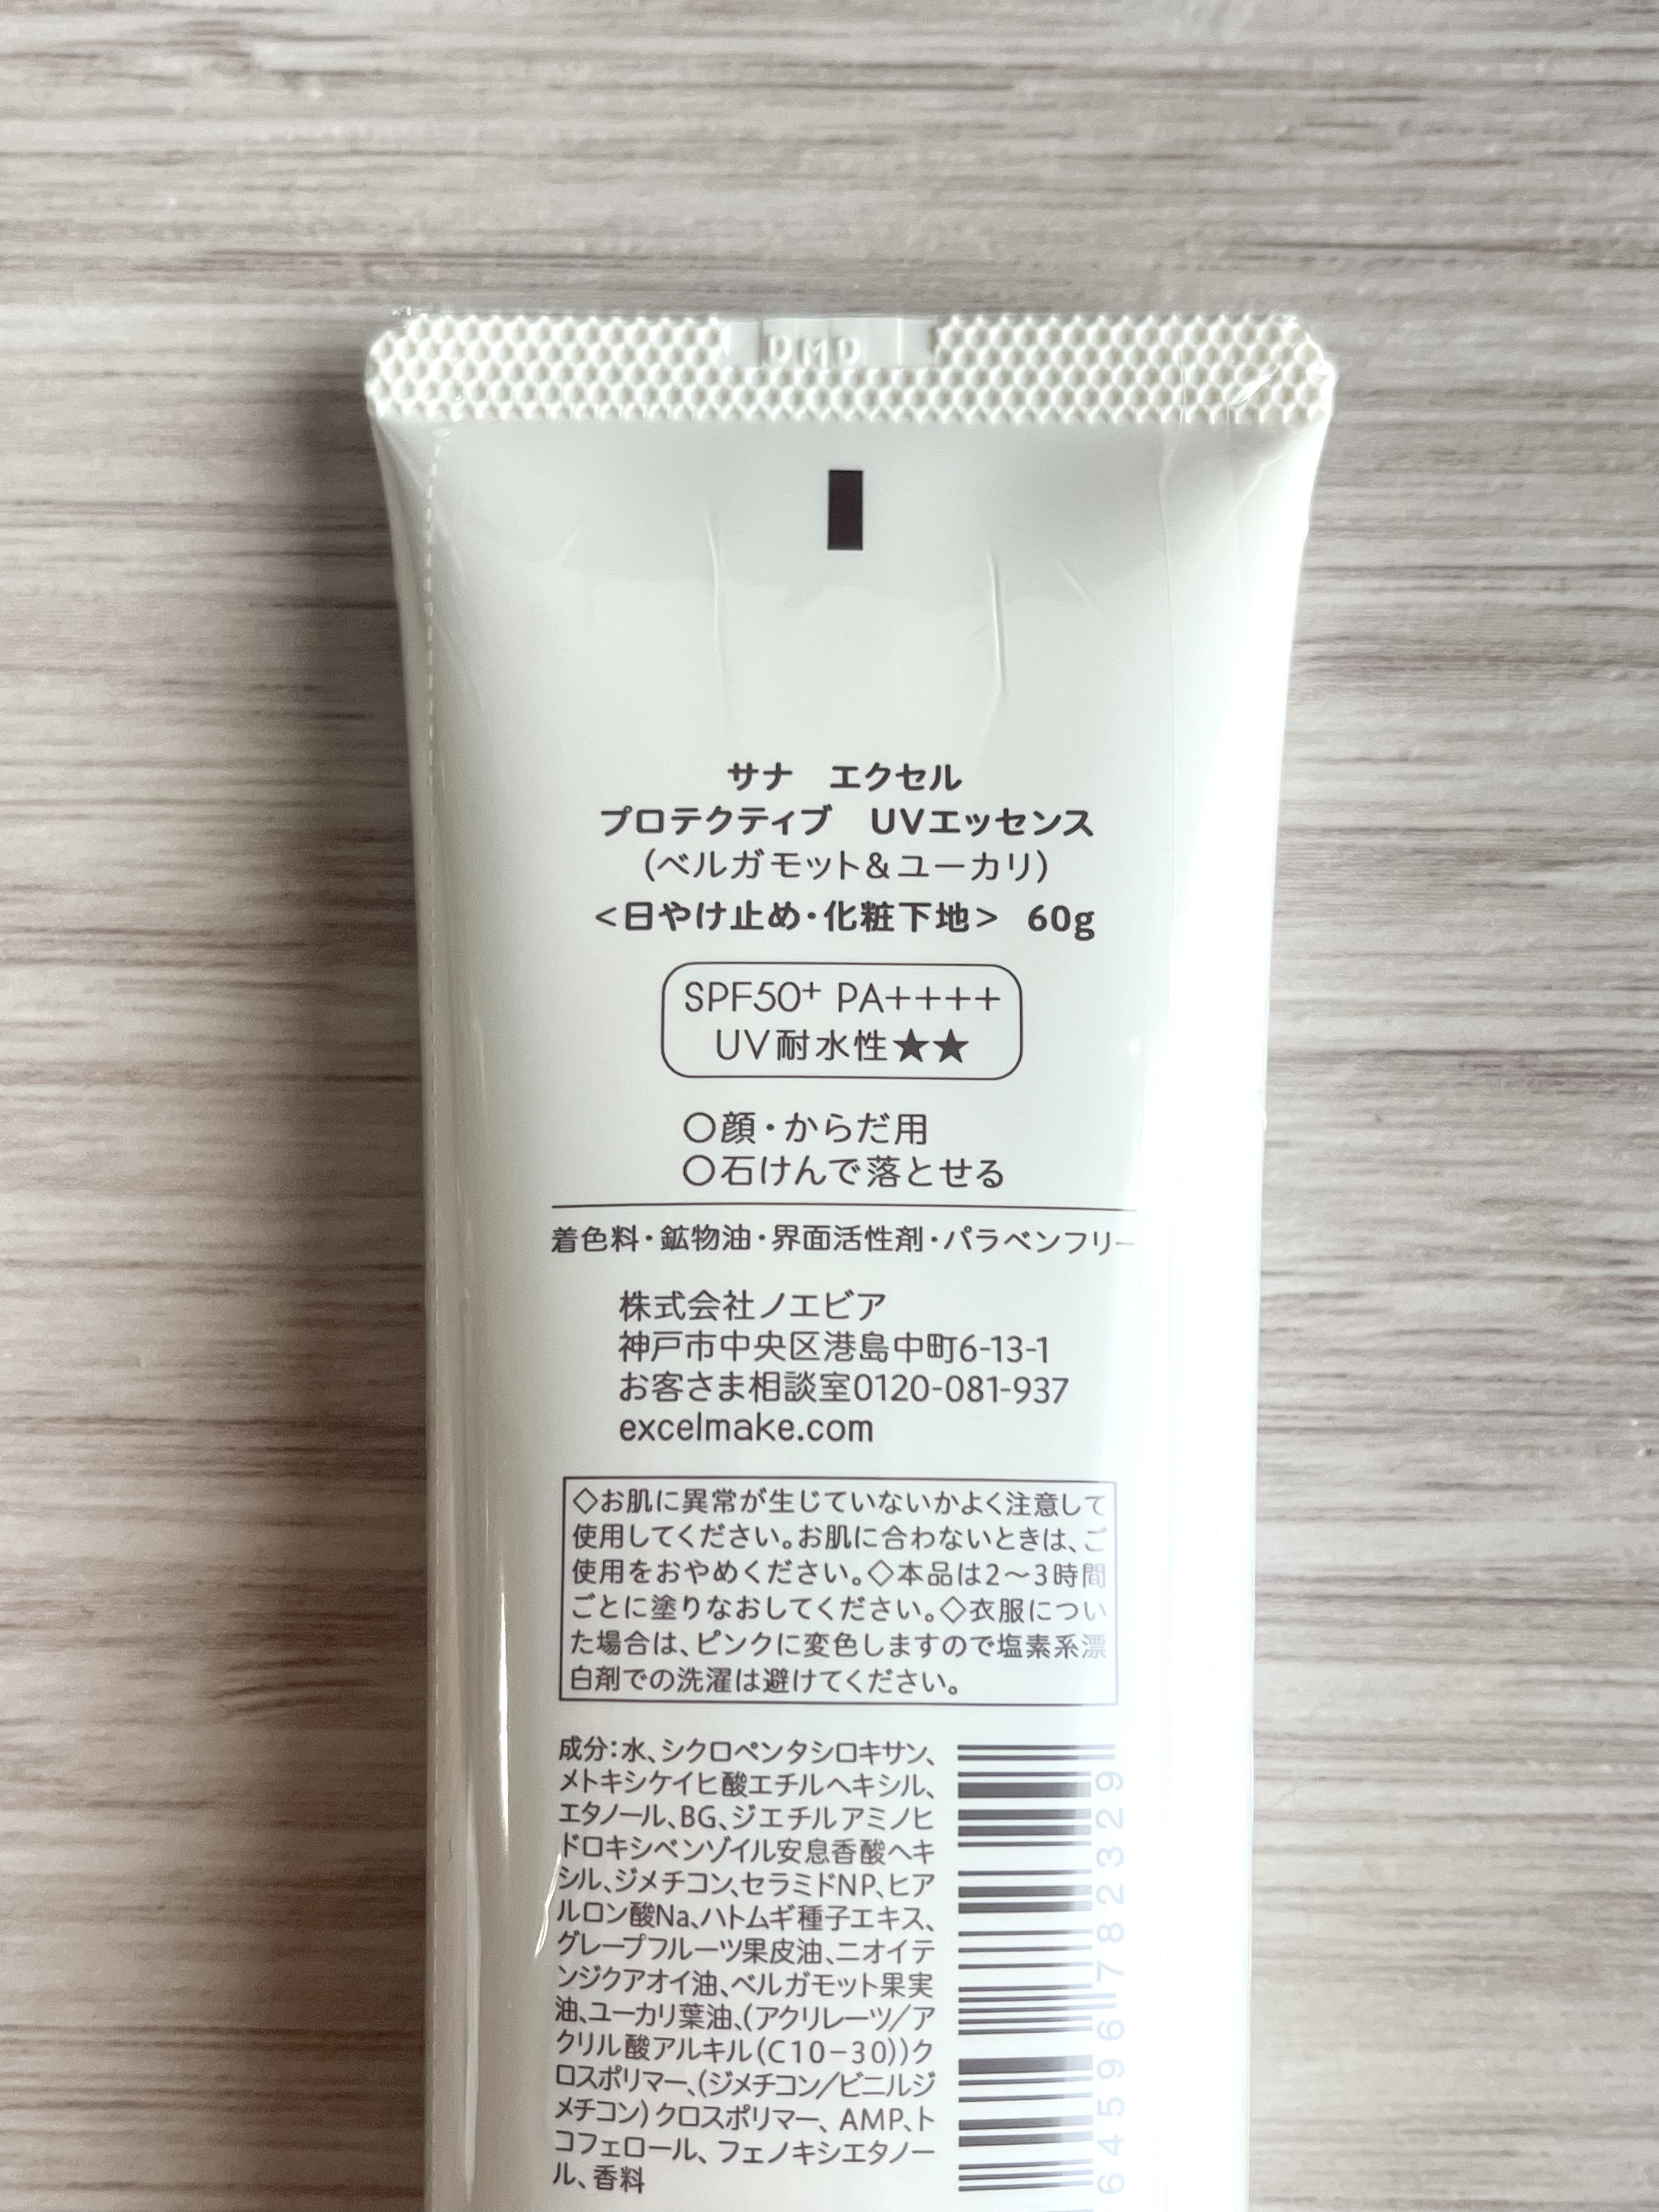 DMD
サナ　エクセル
プロテクティブ　UVエッセンス
(ベルガモット&ユーカリ)
<日やけ止め・化粧下地>　60g
SPF50+ PA++++
UV耐水性★★
○顔・からだ用
○石けんで落とせる
着色料・鉱物油・界面活性剤・パラベンフリー
株式会社ノエビア
神戸市中央区港島中町6-13-1
お客さま相談室0120-081-937
excelmake.com
◇お肌に異常が生じていないかよく注意して
使用してください。お肌に合わないときは、ご
使用をおやめください。◇本品は2〜3時間
ごとに塗りなおしてください。◇衣服につい
た場合は、ピンクに変色しますので塩素系漂
白剤での洗濯は避けてください。
成分：水、シクロペンタシロキサン、
メトキシケイヒ酸エチルヘキシル、
エタノール、BG、ジエチルアミノヒ
ドロキシベンゾイル安息香酸ヘキ
シル、ジメチコン、セラミドNP、ヒア
ルロン酸Na、ハトムギ種子エキス、
グレープフルーツ果皮油、ニオイテ
ンジクアオイ油、ベルガモット果実
油、ユーカリ葉油、(アクリレーツ／ア
クリル酸アルキル(C10−30))ク
ロスポリマー、(ジメチコン／ビニルジ
メチコン)クロスポリマー、AMP、ト
コフェロール、フェノキシエタノー
ル、香料
64596782329